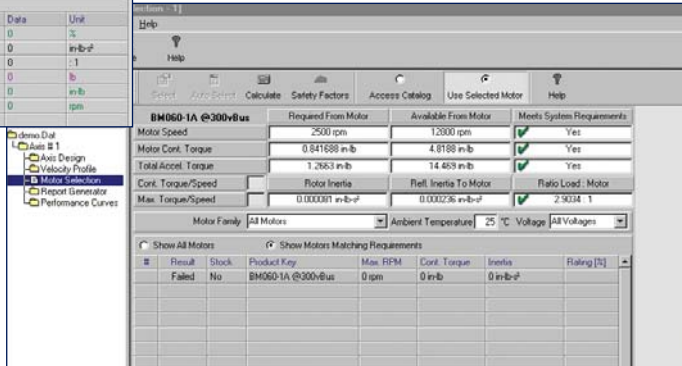 ection - 1]
Data Unit
0 %
0 in-lb-s²
0 : 1
0 lb
0 in-lb
0 rpm
Help
Help
Select Auto Select Calculate Safety Factors Access Catalog Use Selected Motor Help
BM060-1A @300vBus Required From Motor Available From Motor Meets System Requirements
Motor Speed 2500 rpm 12000 rpm Yes
Motor Cont. Torque 0.841688 in-lb 4.8188 in-lb Yes
Total Accel. Torque 1.2663 in-lb 14.469 in-lb Yes
Cont. Torque/Speed Rotor Inertia Refl. Inertia To Motor Ratio Load : Motor
Max. Torque/Speed 0.000081 in-lb-s² 0.000236 in-lb-s² 2.9034 : 1
demo.Dat
Axis # 1
Axis Design
Velocity Profile
Motor Selection
Report Generator
Performance Curves
Motor Family All Motors Ambient Temperature 25 °C Voltage All Voltages
Show All Motors Show Motors Matching Requirements
# Result Stock Product Key Max. RPM Cont. Torque Inertia Rating [%]
Failed No BM060-1A @300vBus 0 rpm 0 in-lb 0 in-lb-s²